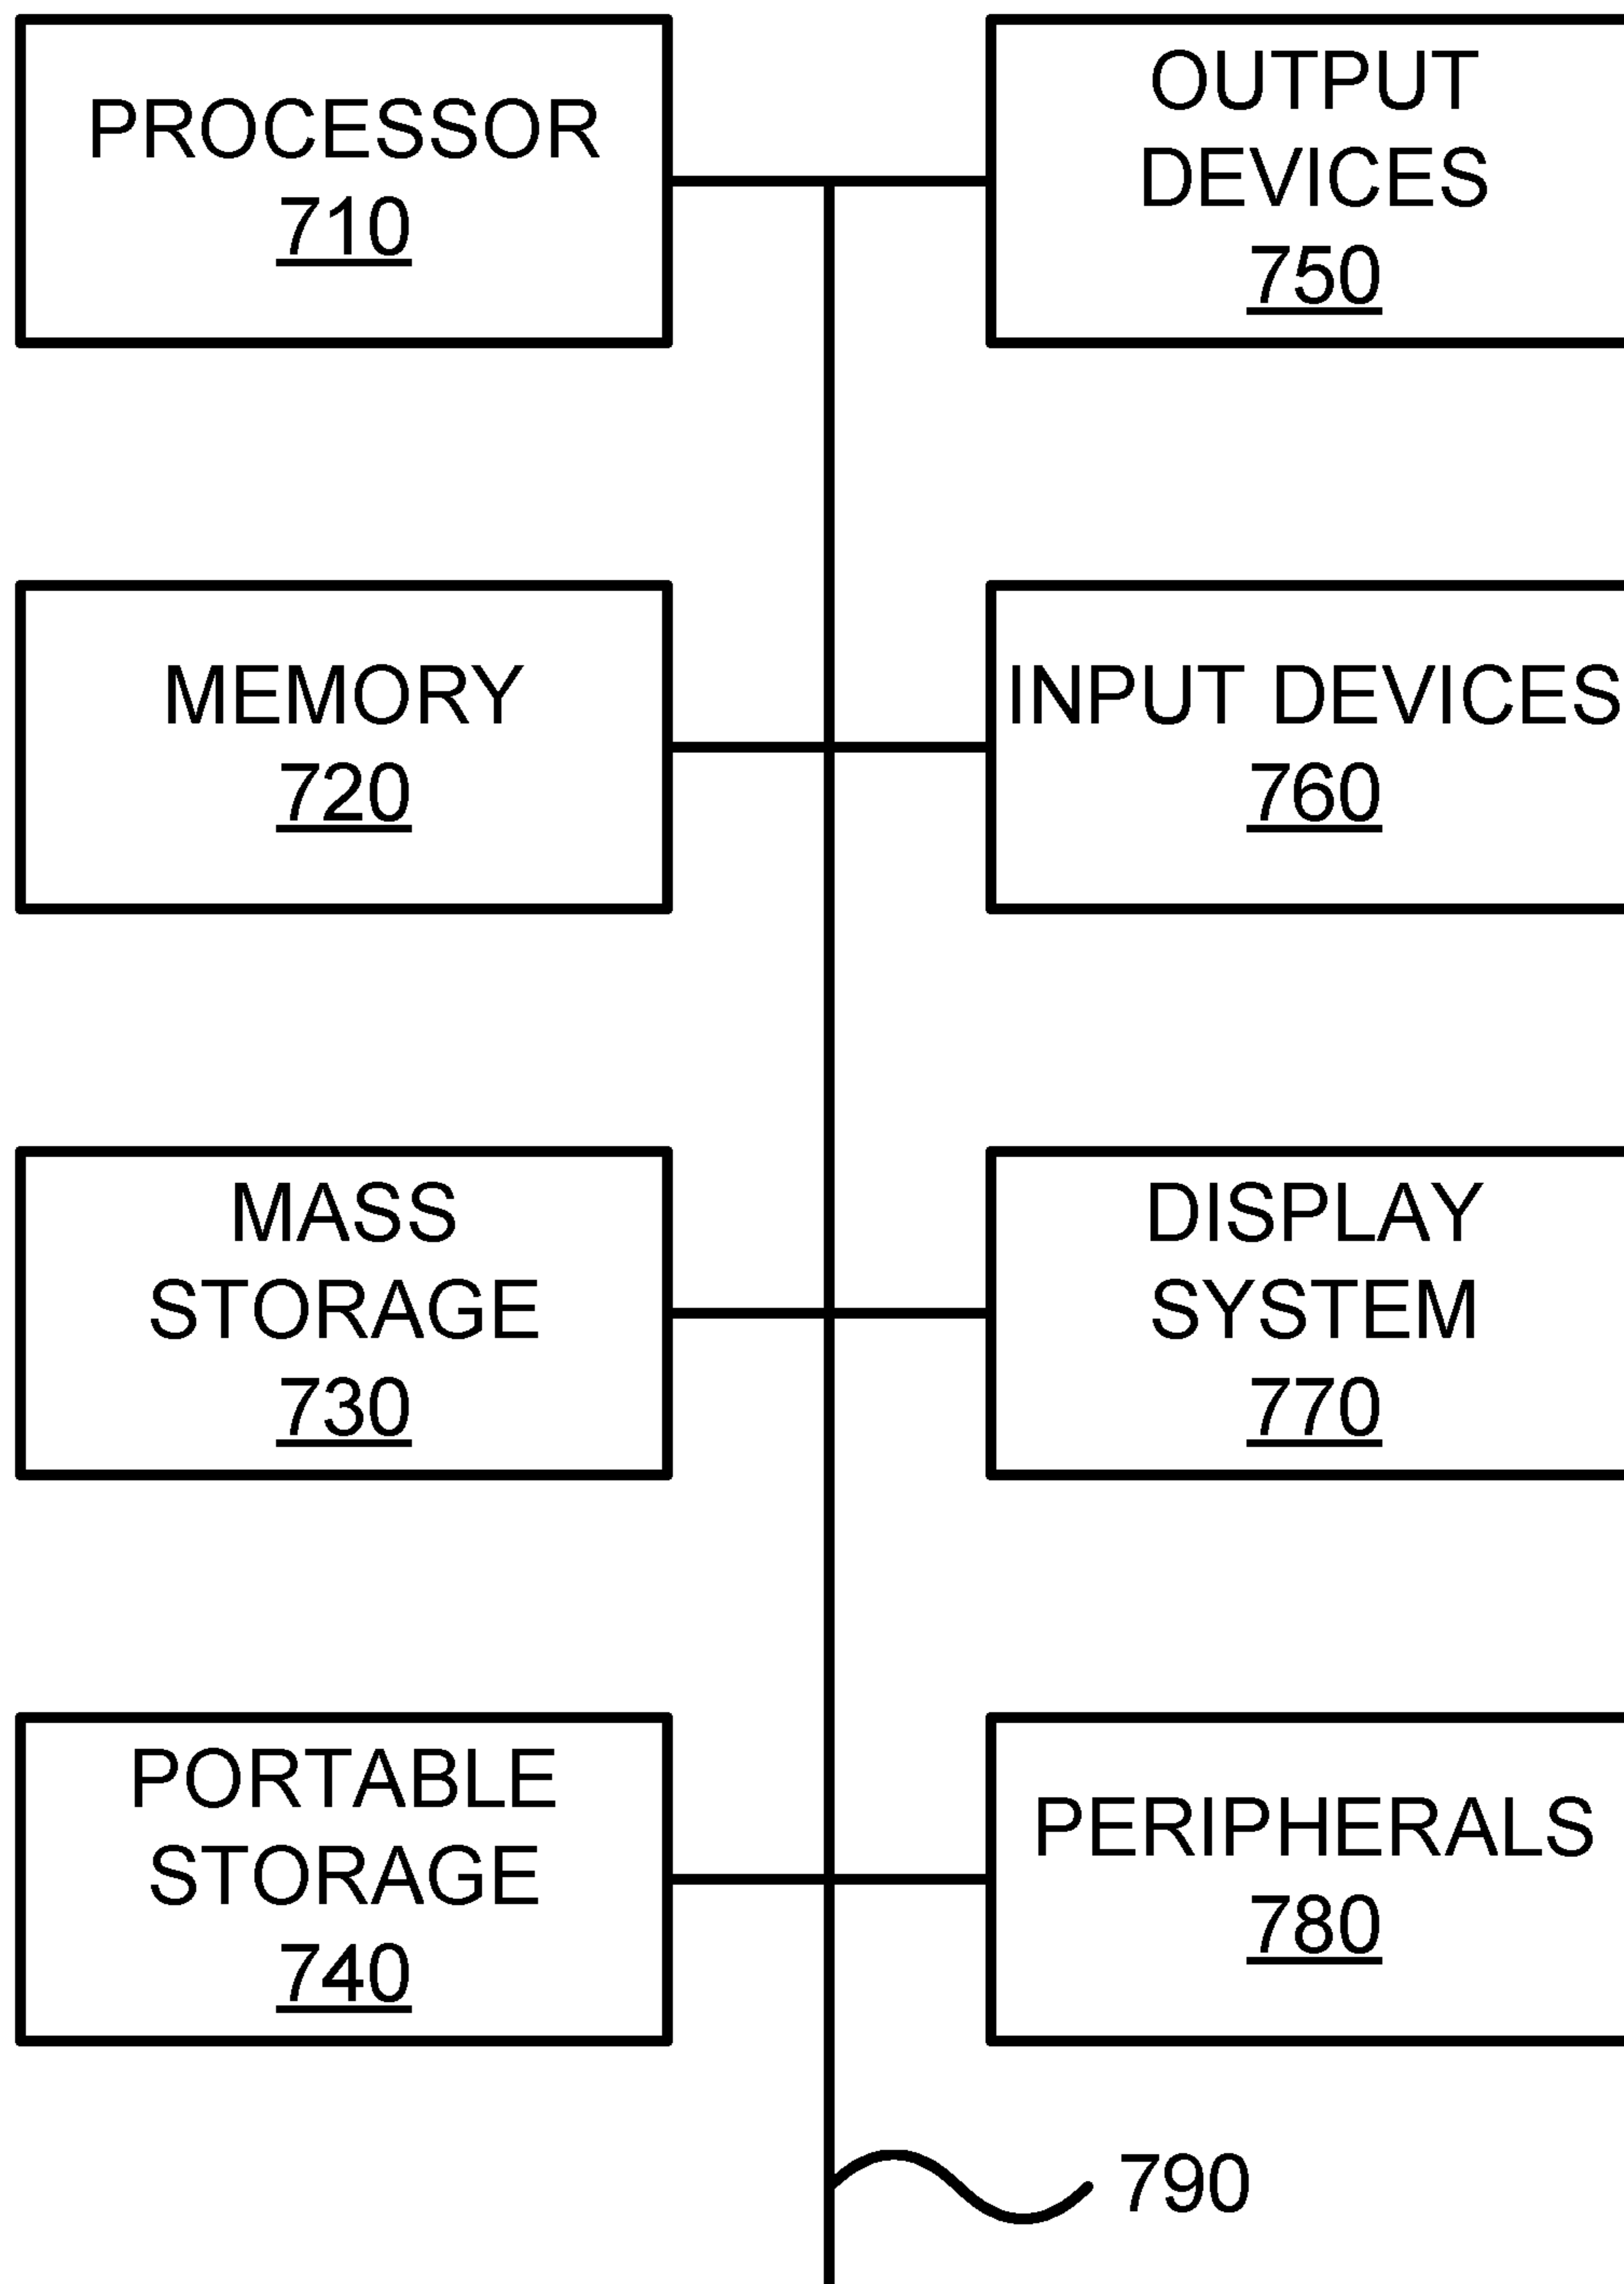 PROCESSOR
710
OUTPUT
DEVICES
750
MEMORY
720
INPUT DEVICES
760
MASS
STORAGE
730
DISPLAY
SYSTEM
770
PORTABLE
STORAGE
740
PERIPHERALS
780
790